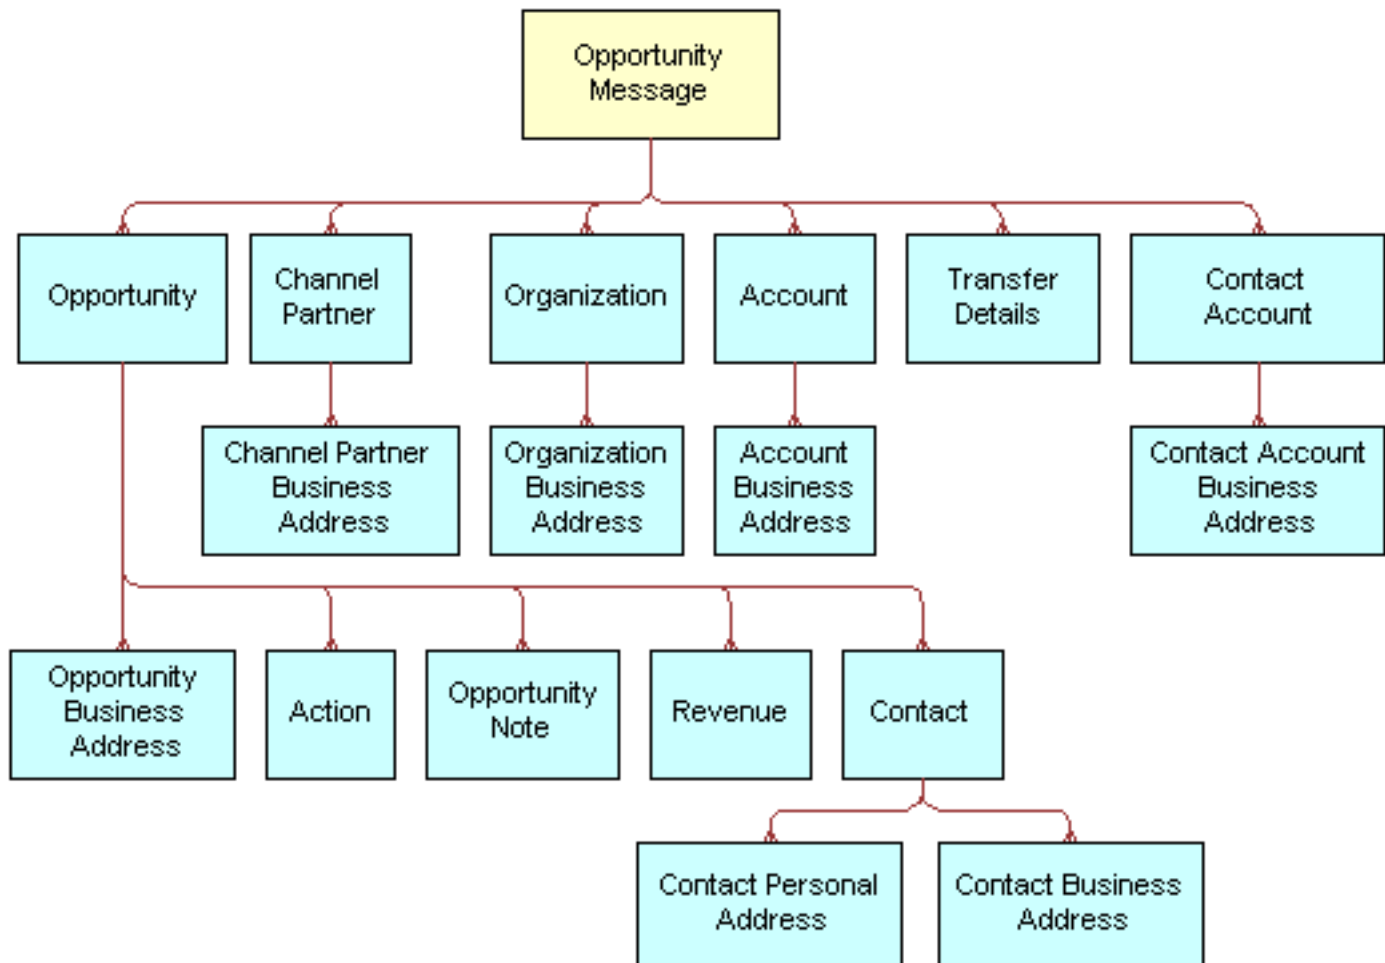 Opportunity
Message
Opportunity
Channel
Partner
Organization
Account
Transfer
Details
Contact
Account
Channel Partner
Business
Address
Organization
Business
Address
Account
Business
Address
Contact Account
Business
Address
Opportunity
Business
Address
Action
Opportunity
Note
Revenue
Contact
Contact Personal
Address
Contact Business
Address